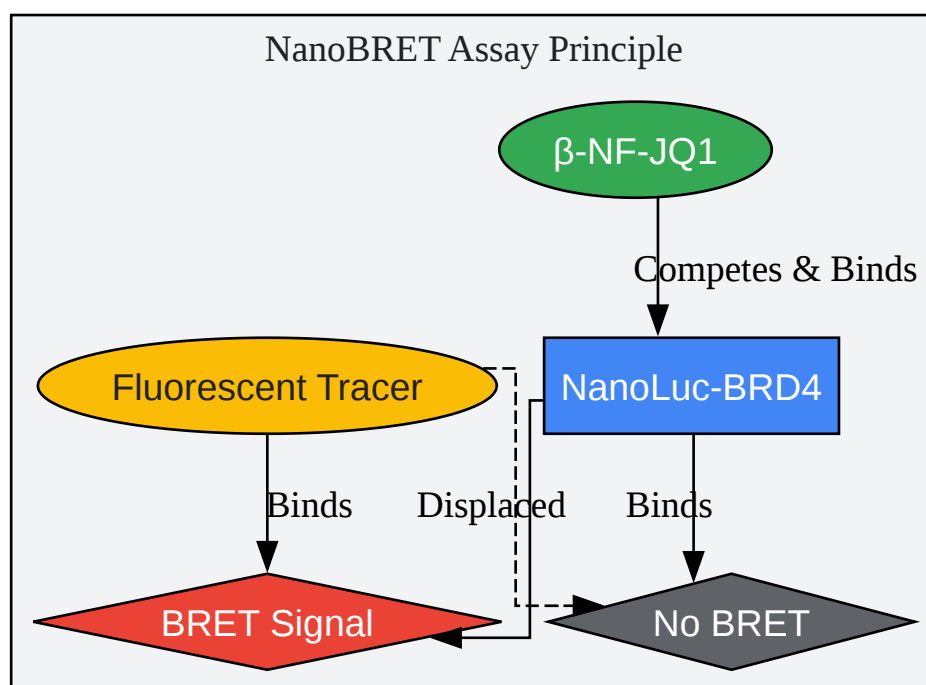 NanoBRET Assay Principle
β-NF-JQ1
Competes & Binds
Fluorescent Tracer
NanoLuc-BRD4
Binds
Displaced
Binds
BRET Signal
No BRET